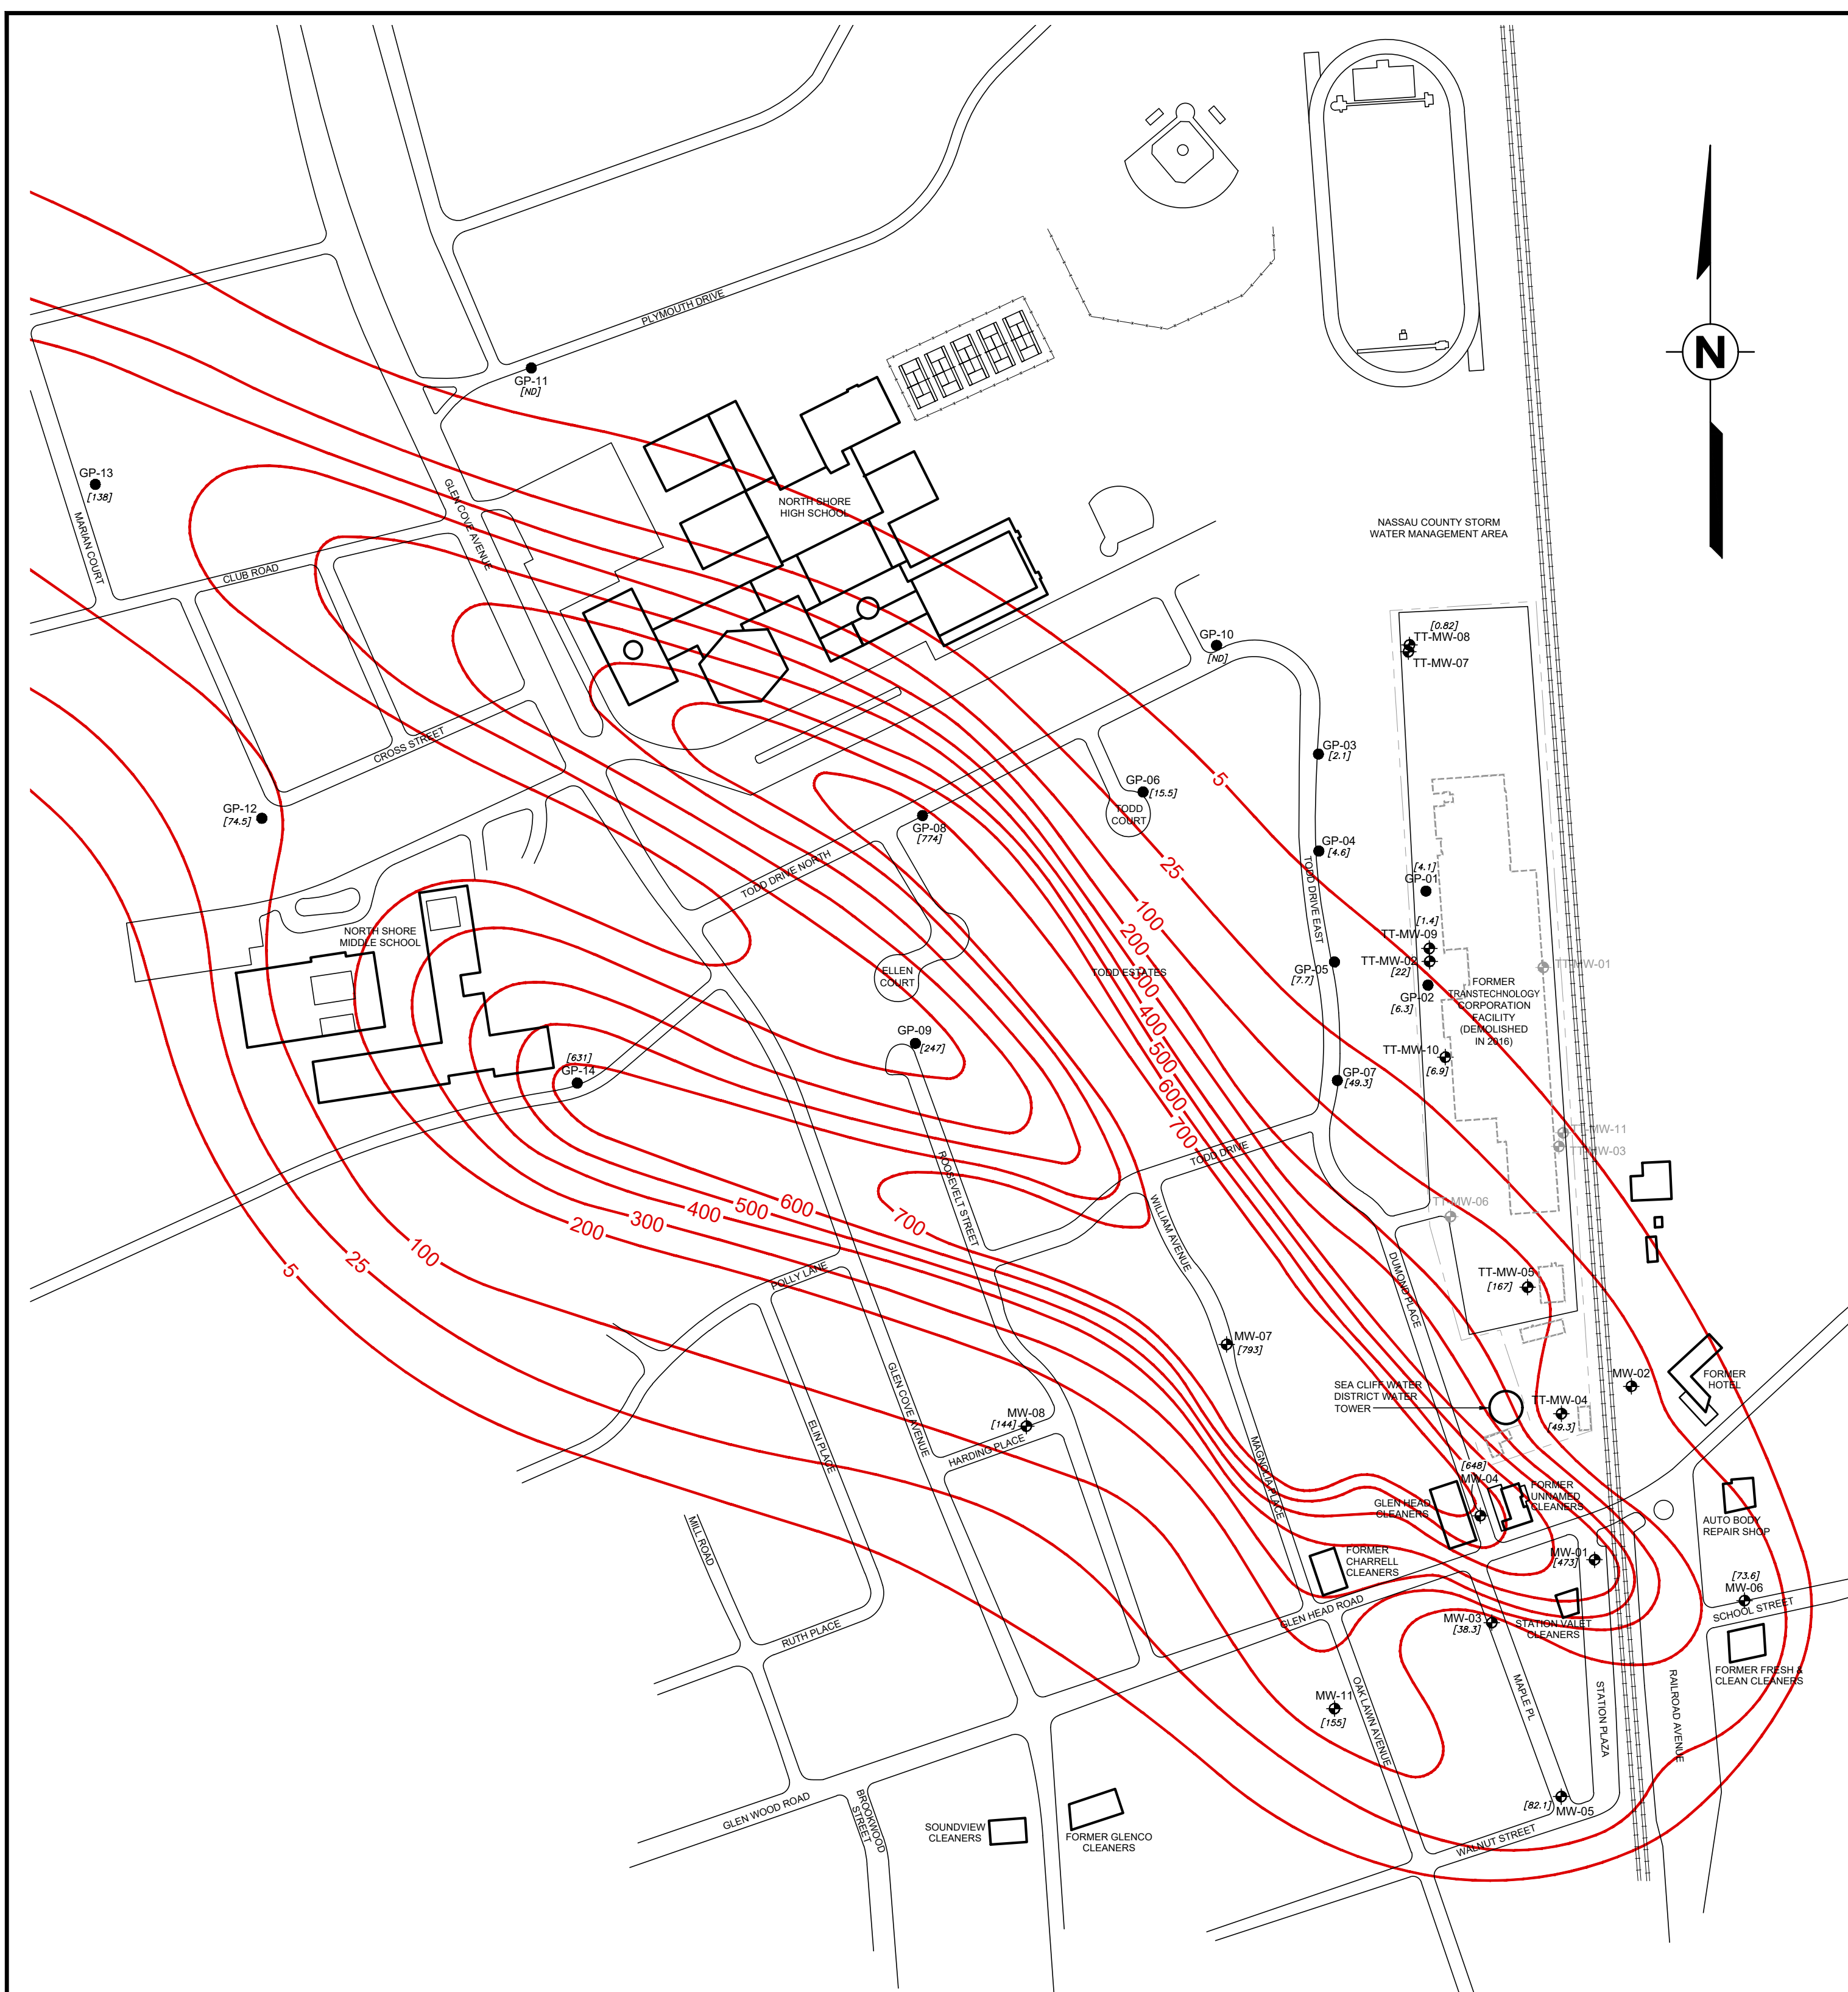 PLYMOUTH DRIVE
N
GP-11
[ND]
GP-13
[138]
MARIAN COURT
GLEN COVE AVENUE
NORTH SHORE
HIGH SCHOOL
NASSAU COUNTY STORM
WATER MANAGEMENT AREA
CLUB ROAD
GP-10
[ND]
[0.82]
TT-MW-08
TT-MW-07
CROSS STREET
GP-03
[2.1]
5
GP-06
[15.5]
TODD
COURT
GP-12
[74.5]
GP-08
[774]
GP-04
[4.6]
25
TODD DRIVE NORTH
TODD DRIVE EAST
[4.1]
GP-01
100
[1.4]
TT-MW-09
200
NORTH SHORE
MIDDLE SCHOOL
TT-MW-02
[22]
TT-MW-01
GP-05
[7.7]
ELLEN
COURT
TODD ESTATES
300
GP-02
[6.3]
FORMER
TRANSTECHNOLOGY
CORPORATION
FACILITY
(DEMOLISHED
IN 2016)
400
GP-09
[247]
500
TT-MW-10
[6.9]
[631]
GP-14
600
GP-07
[49.3]
700
TODD DRIVE
TT-MW-11
TT-MW-03
ROOSEVELT STREET
WILLIAM AVENUE
TT-MW-06
600
500
400
300
200
700
100
25
5
POLLY LANE
DUMOND PLACE
TT-MW-05
[167]
MW-07
[793]
GLEN COVE AVENUE
SEA CLIFF WATER
DISTRICT WATER
TOWER
MW-02
FORMER
HOTEL
TT-MW-04
[49.3]
MW-08
[144]
HARDING PLACE
ELIN PLACE
MAGNOLIA PLACE
[648]
MW-04
GLEN HEAD
CLEANERS
FORMER
UNNAMED
CLEANERS
AUTO BODY
REPAIR SHOP
MILL ROAD
FORMER
CHARRELL
CLEANERS
MW-01
[473]
[73.6]
MW-06
SCHOOL STREET
GLEN HEAD ROAD
MW-03
[38.3]
STATION VALET
CLEANERS
RUTH PLACE
FORMER FRESH &
CLEAN CLEANERS
MW-11
[155]
OAK LAWN AVENUE
MAPLE PL
STATION PLAZA
RAILROAD AVENUE
[82.1]
MW-05
WALNUT STREET
GLEN WOOD ROAD
BROOKWOOD
STREET
SOUNDVIEW
CLEANERS
FORMER GLENCO
CLEANERS